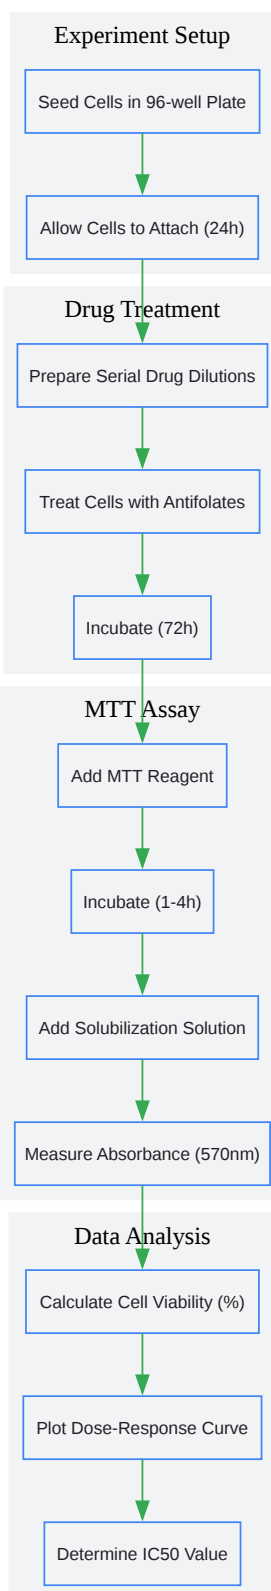 Experiment Setup
Seed Cells in 96-well Plate
Allow Cells to Attach (24h)
Drug Treatment
Prepare Serial Drug Dilutions
Treat Cells with Antifolates
Incubate (72h)
MTT Assay
Add MTT Reagent
Incubate (1-4h)
Add Solubilization Solution
Measure Absorbance (570nm)
Data Analysis
Calculate Cell Viability (%)
Plot Dose-Response Curve
Determine IC50 Value